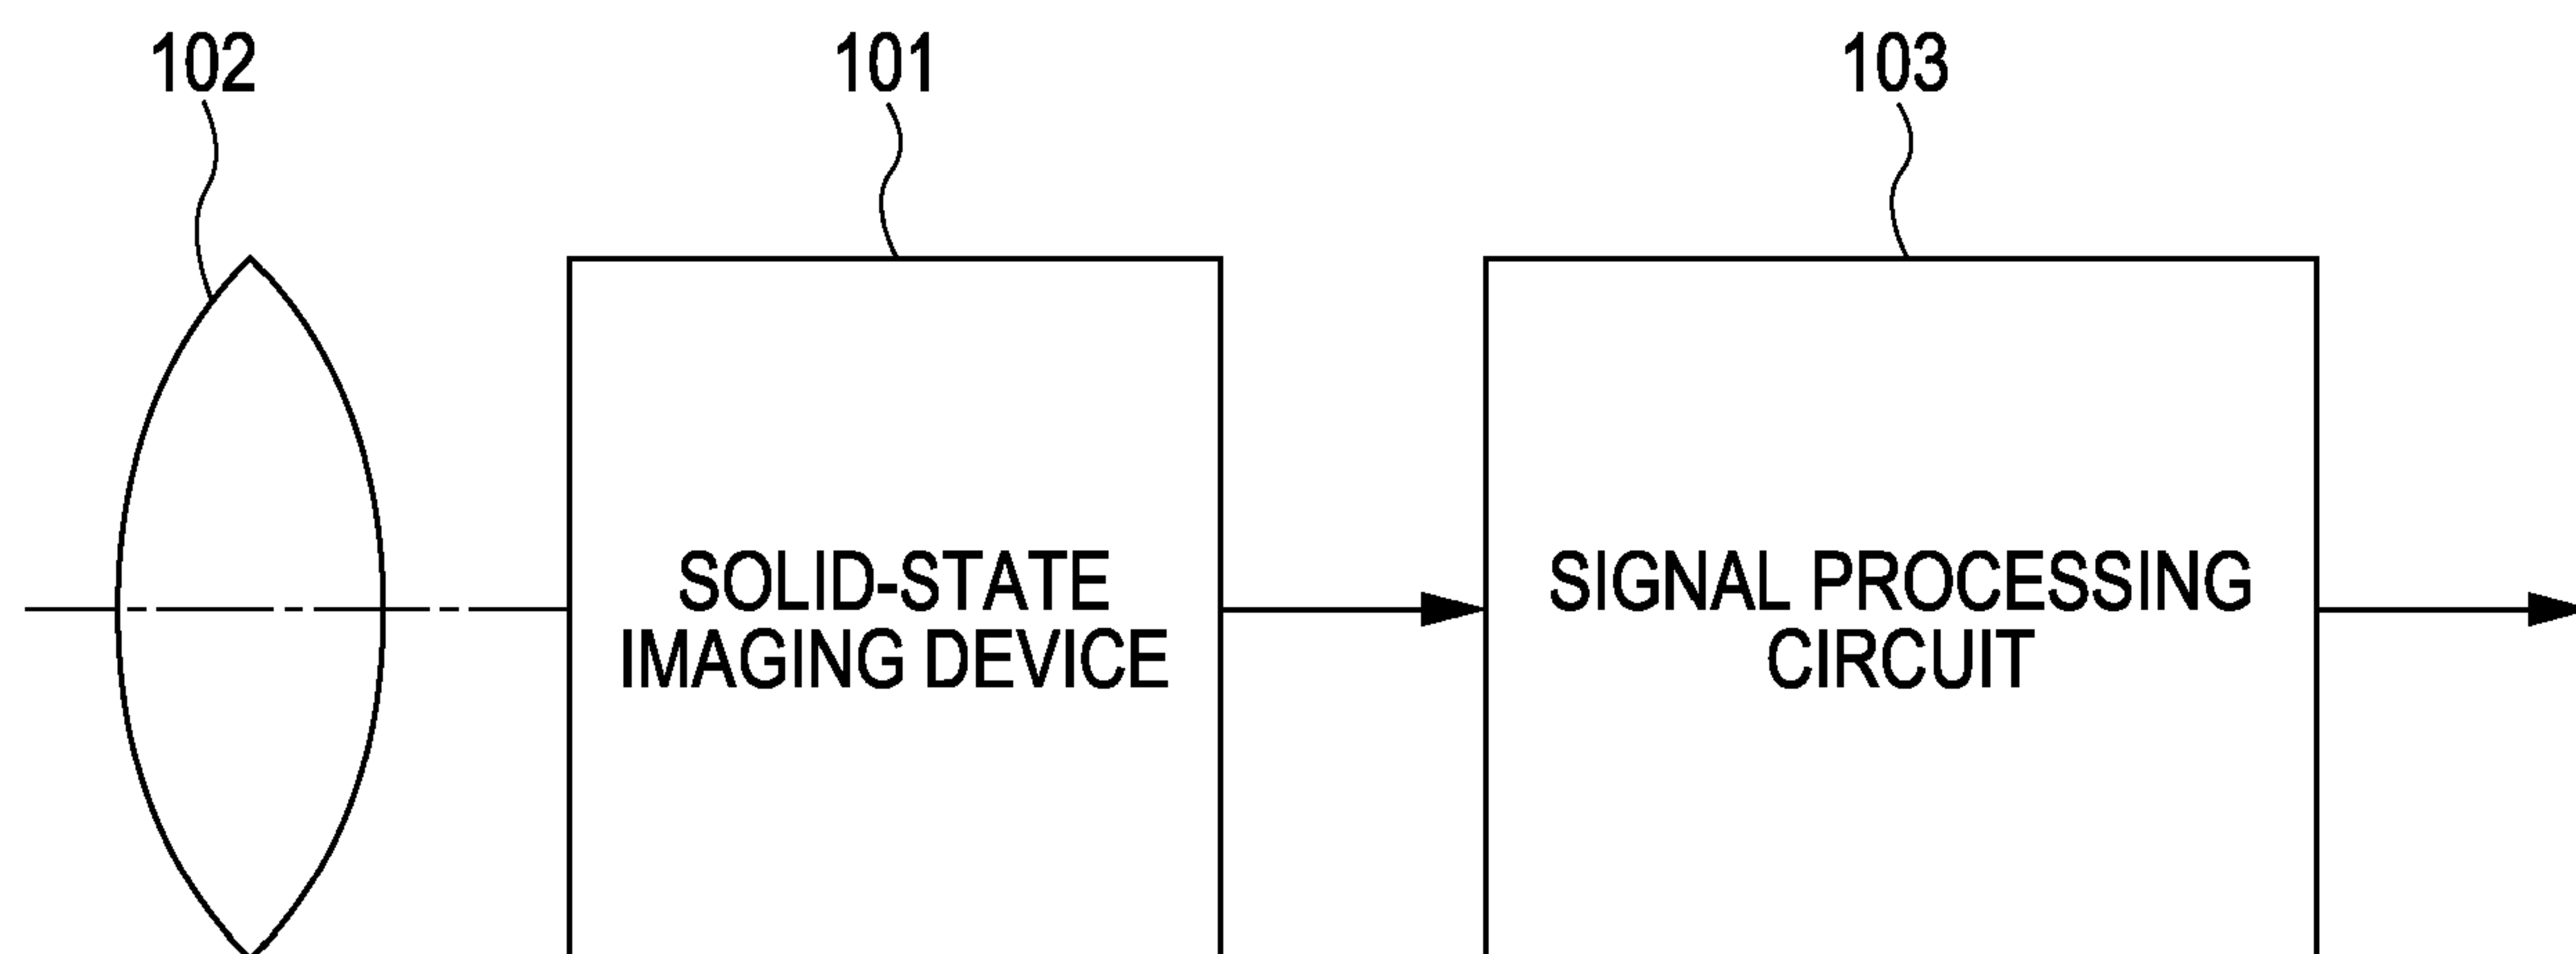 102
101
103
SOLID-STATE
IMAGING DEVICE
SIGNAL PROCESSING
CIRCUIT